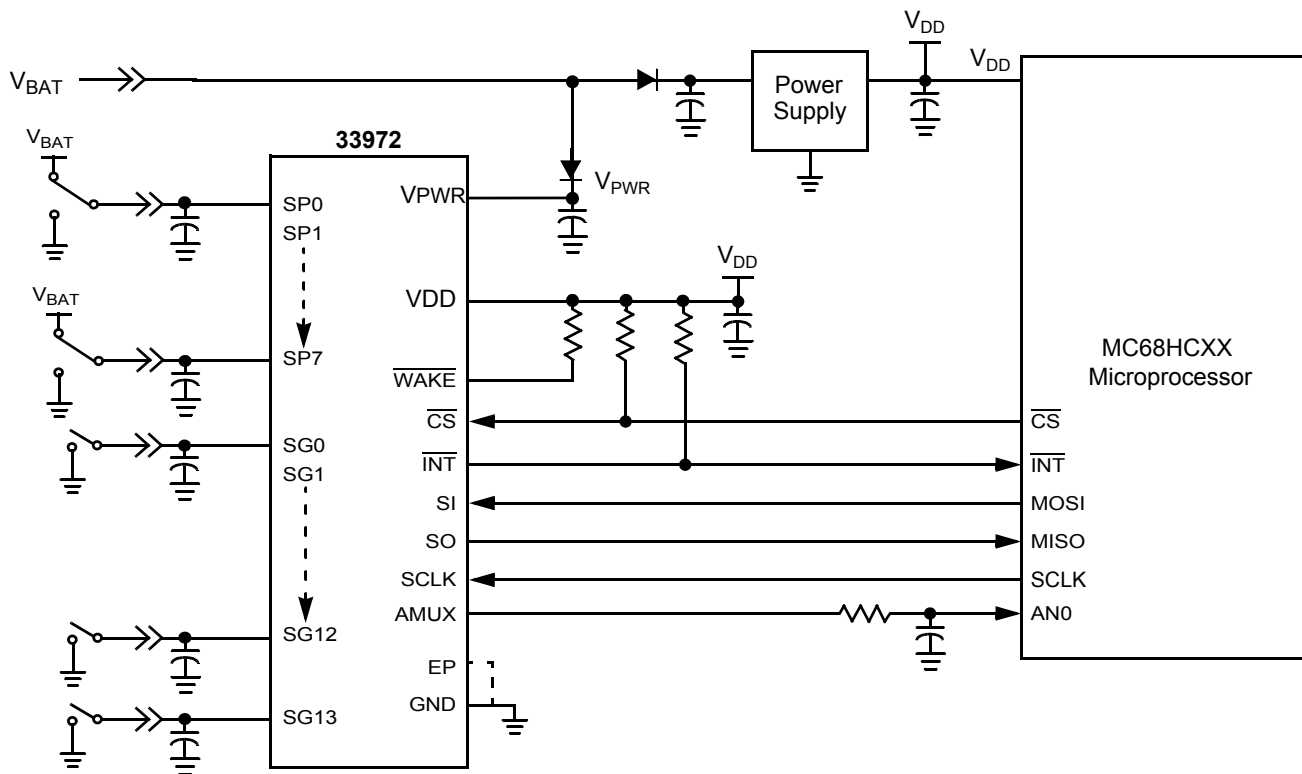 VDD
VDD
VBAT
Power
Supply
33972
VBAT
VPWR
VPWR
SP0
SP1
VDD
VDD
VBAT
SP7
MC68HCXX
Microprocessor
WAKE
CS
CS
SG0
INT
INT
SG1
SI
MOSI
SO
MISO
SCLK
SCLK
AMUX
AN0
SG12
EP
GND
SG13